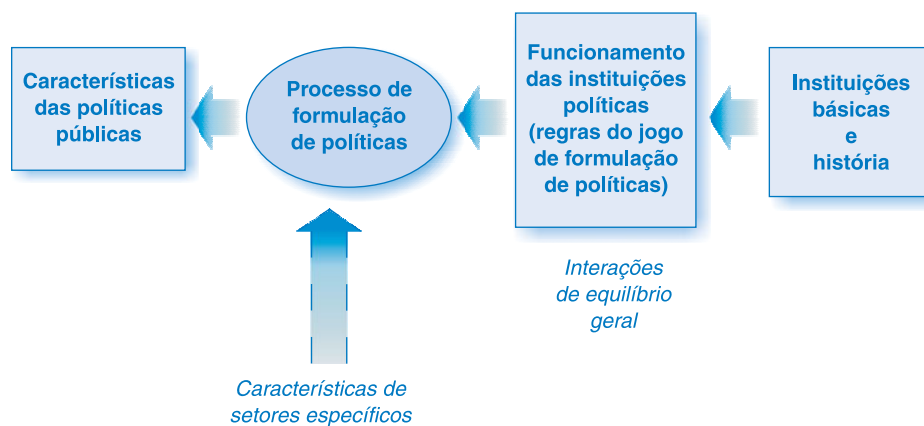 Características
das políticas
públicas
Processo de
formulação
de políticas
Funcionamento
das instituições
políticas
(regras do jogo
de formulação
de políticas)
Instituições
básicas
e
história
Interações
de equilíbrio
geral
Características de
setores específicos